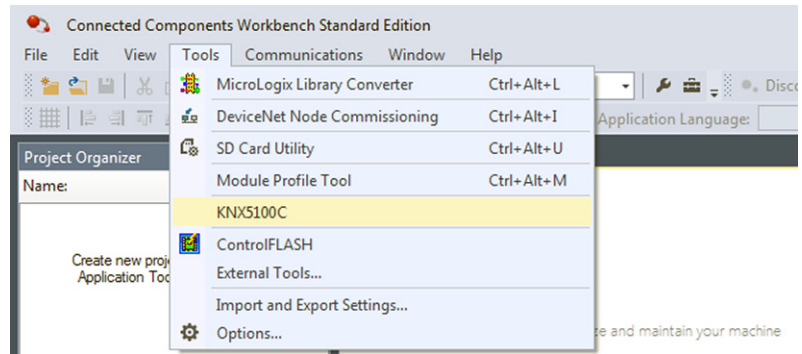 Connected Components Workbench Standard Edition
File Edit View Tools Communications Window Help
MicroLogix Library Converter Ctrl+Alt+L
Disco
DeviceNet Node Commissioning Ctrl+Alt+I
Application Language:
Project Organizer
SD Card Utility Ctrl+Alt+U
Name:
Module Profile Tool Ctrl+Alt+M
KNX5100C
ControlFLASH
Create new proj
Application Too
External Tools...
Import and Export Settings...
Options...
ze and maintain your machine